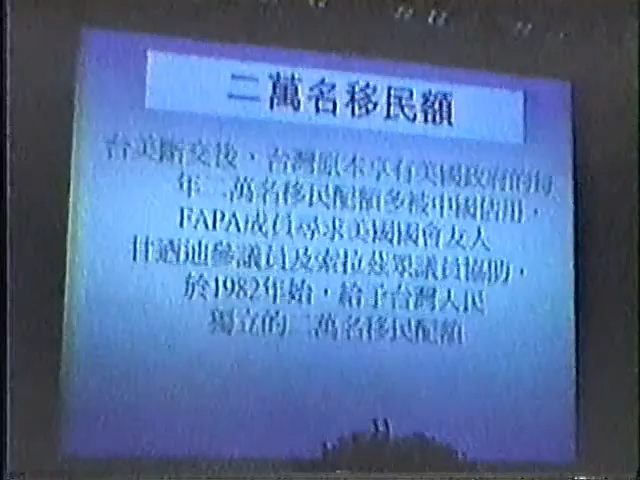 二萬名移民額
台美斷交後，台灣原本享有美國政府的每
年二萬名移民配額多被中國佔用，
FAPA成員尋求美國國會友人
甘迺迪參議員及索拉茲眾議員協助，
於1982年始，給予台灣人民
獨立的二萬名移民配額